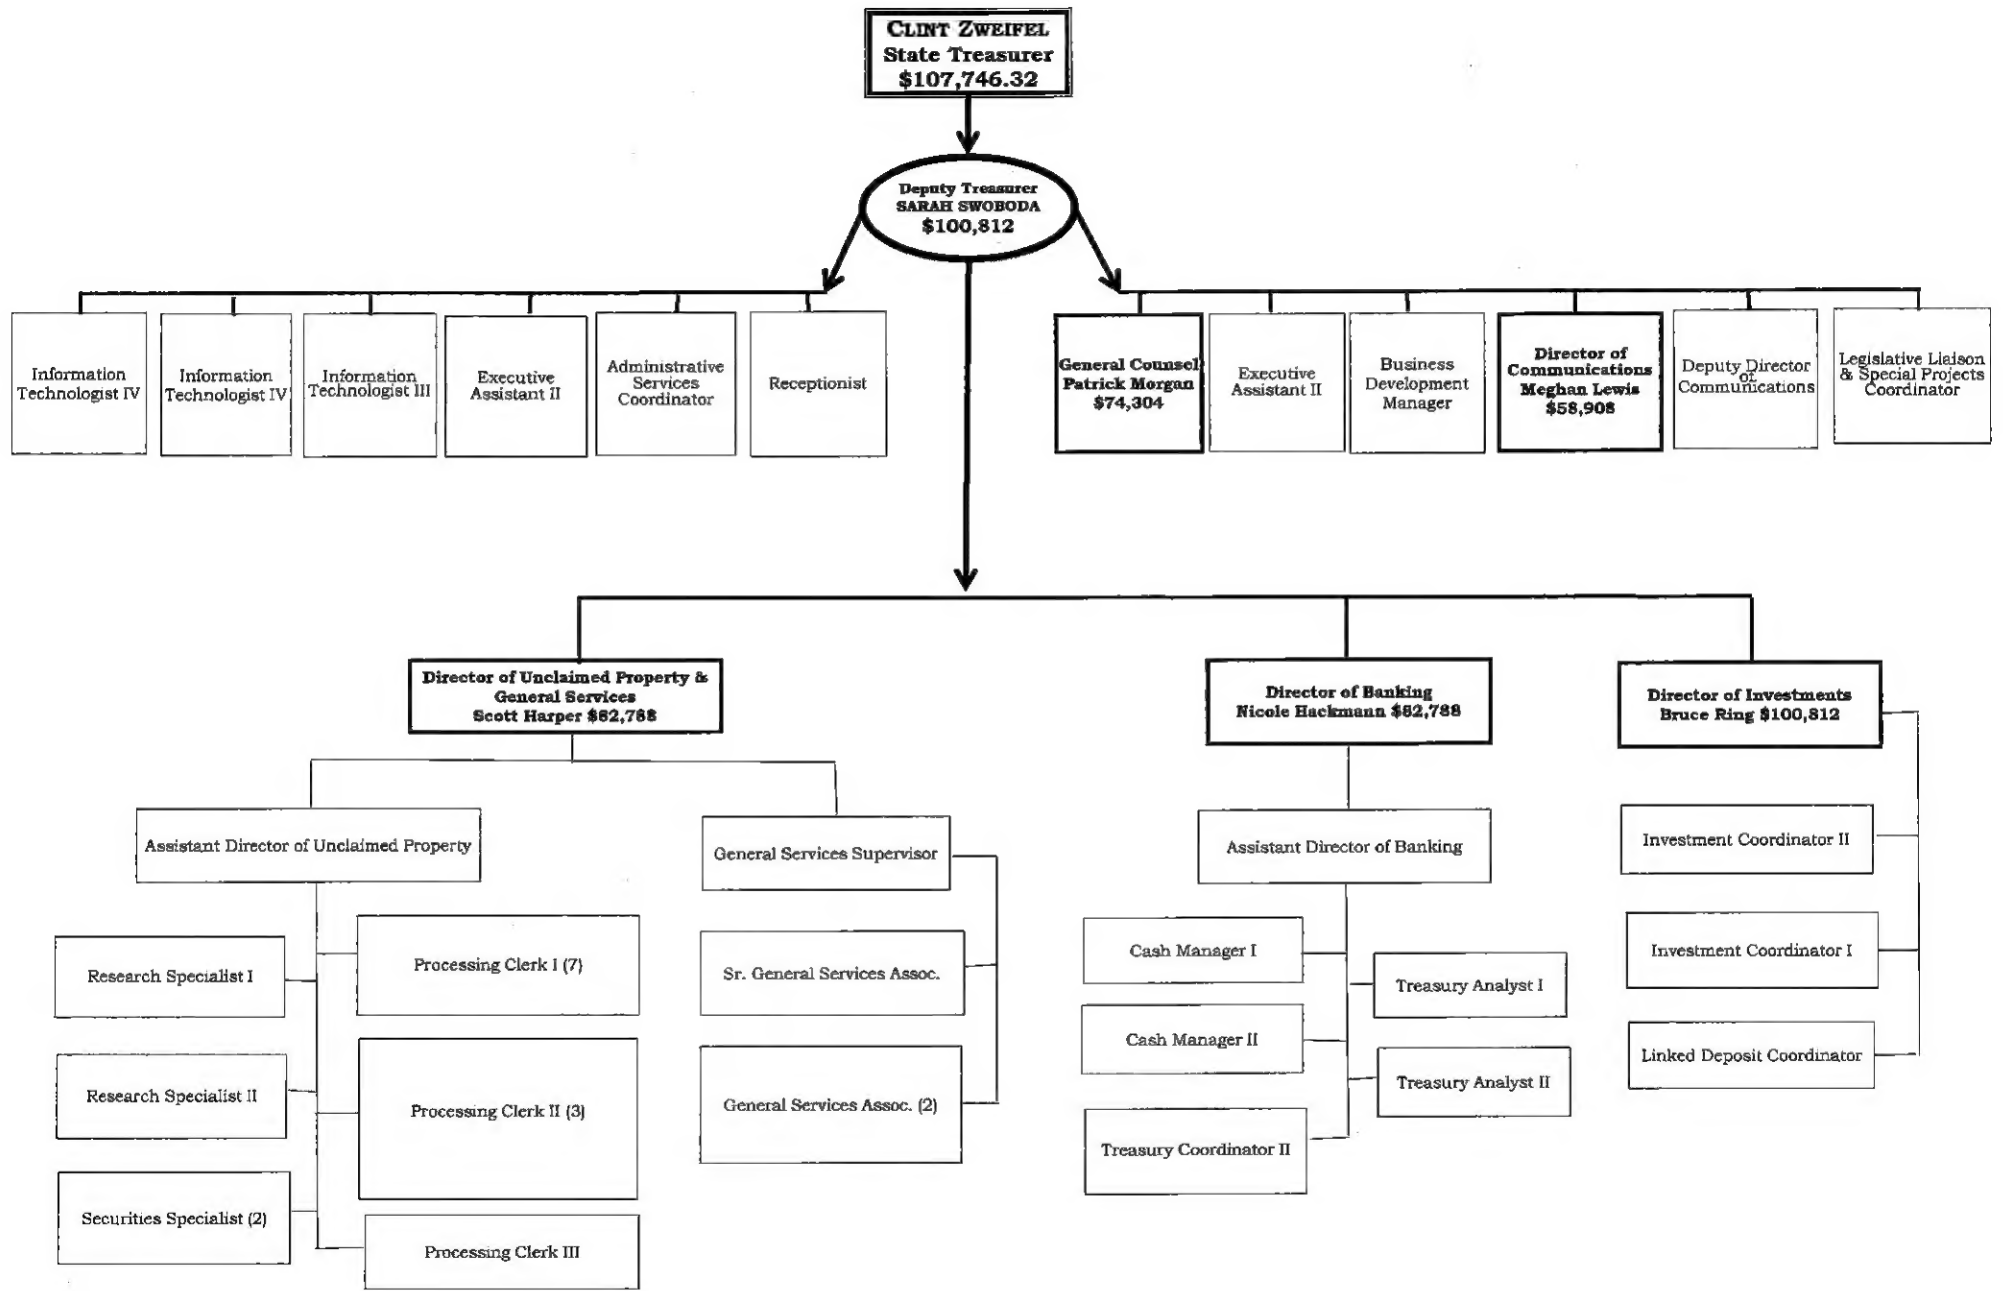 CLINT ZWEIFEL
State Treasurer
$107,746.32
Deputy Treasurer
SARAH SWOBODA
$100,812
Information
Technologist IV
Information
Technologist IV
Information
Technologist III
Executive
Assistant II
Administrative
Services
Coordinator
Receptionist
General Counsel
Patrick Morgan
$74,304
Executive
Assistant II
Business
Development
Manager
Director of
Communications
Meghan Lewis
$58,908
Deputy Director
of
Communications
Legislative Liaison
& Special Projects
Coordinator
Director of Unclaimed Property &
General Services
Scott Harper $82,788
Director of Banking
Nicole Hackmann $82,788
Director of Investments
Bruce Ring $100,812
Assistant Director of Unclaimed Property
General Services Supervisor
Assistant Director of Banking
Investment Coordinator II
Research Specialist I
Processing Clerk I (7)
Sr. General Services Assoc.
Cash Manager I
Treasury Analyst I
Investment Coordinator I
Research Specialist II
Processing Clerk II (3)
General Services Assoc. (2)
Cash Manager II
Treasury Analyst II
Linked Deposit Coordinator
Securities Specialist (2)
Processing Clerk III
Treasury Coordinator II